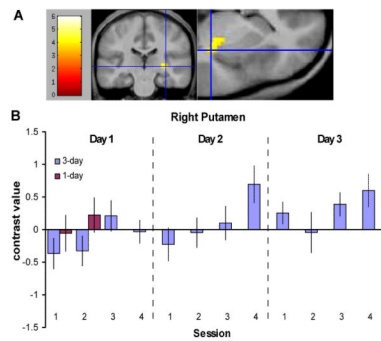 A
6
5
4
3
2
1
0
B
Right Putamen
Day 1
Day 2
Day 3
3-day
1-day
contrast value
1.5
1
0.5
0
-0.5
-1
-1.5
1 2 3 4 1 2 3 4 1 2 3 4
Session